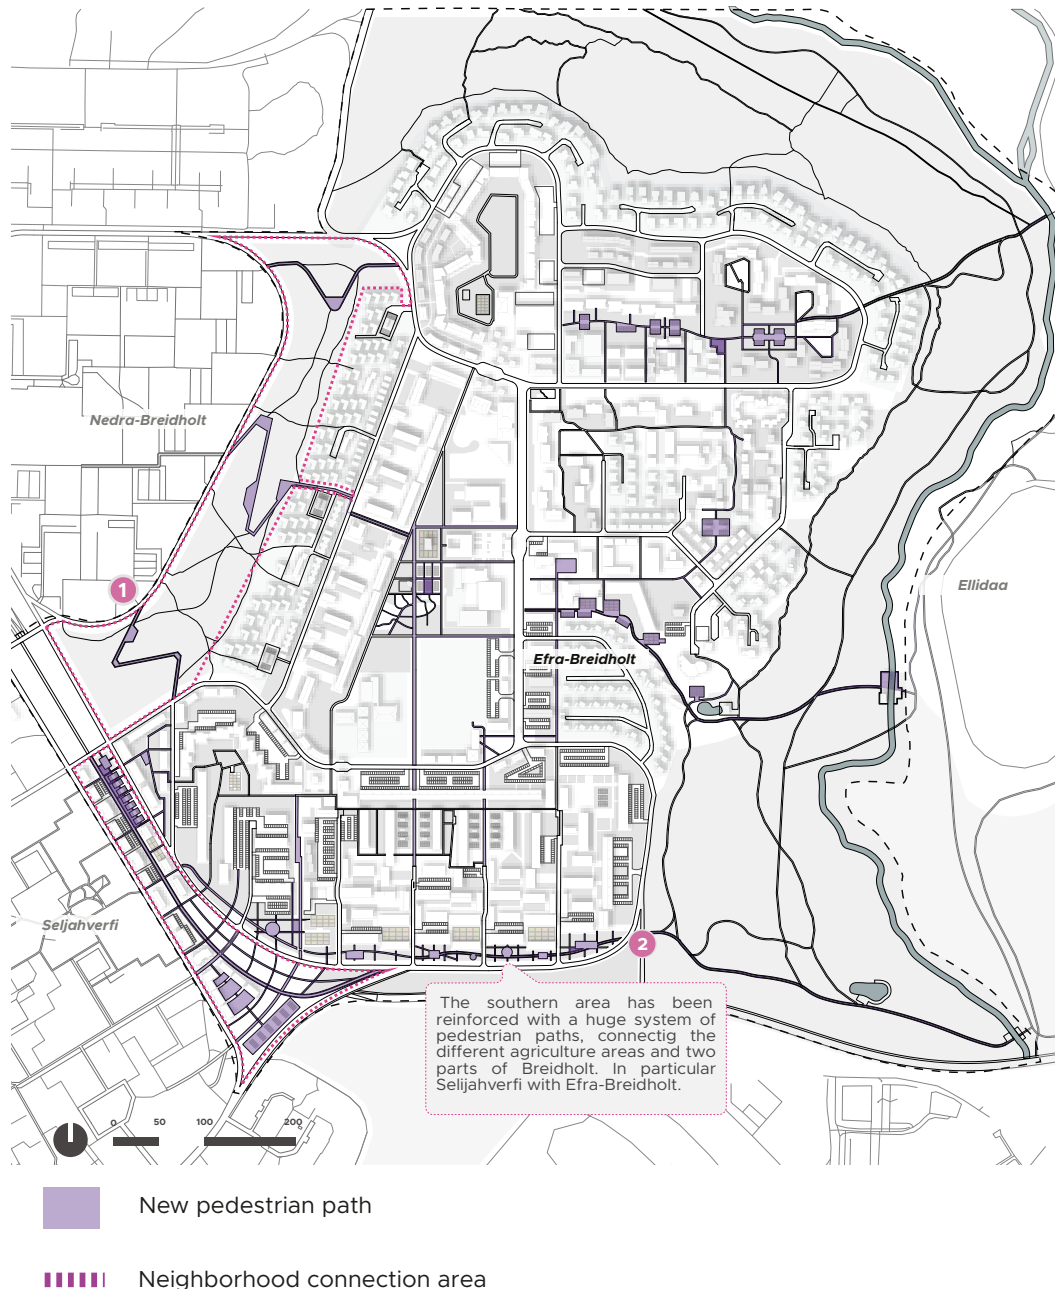 Nedra-Breidholt
1
Ellidaa
Efra-Breidholt
Seljahverfi
2
The southern area has been
reinforced with a huge system of
pedestrian paths, connectig the
different agriculture areas and two
parts of Breidholt. In particular
Selijahverfi with Efra-Breidholt.
0 50 100 200
New pedestrian path
Neighborhood connection area